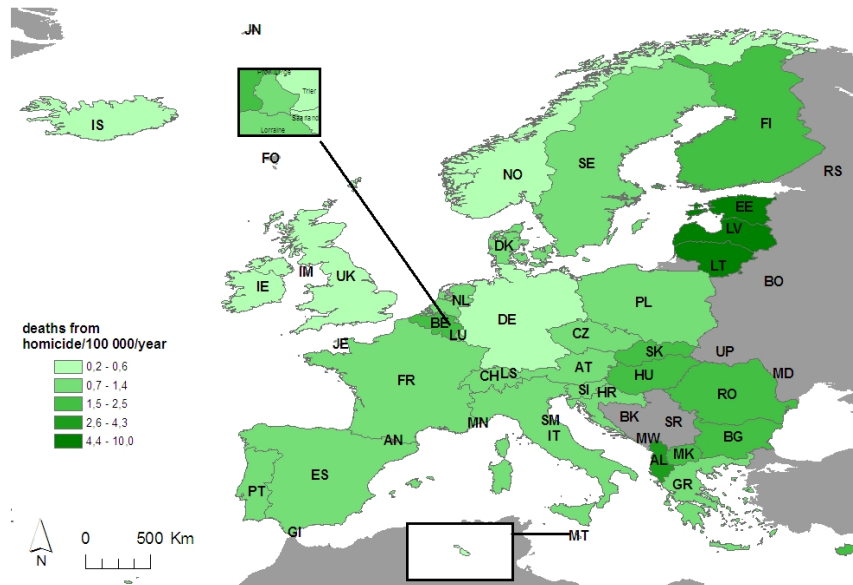 JN
Trier
Lorraine
IS
FI
FO
NO
SE
RS
EE
LV
DK
LT
IM
UK
IE
BO
NL
PL
BE
DE
LU
CZ
JE
UP
SK
FR
AT
HU
MD
CH
LS
SI
HR
RO
BK
SR
MN
SM
IT
BG
MW
AN
AL
MK
ES
PT
GR
GI
MT
deaths from
homicide/100 000/year
0,2 - 0,6
0,7 - 1,4
1,5 - 2,5
2,6 - 4,3
4,4 - 10,0
N
0 500 Km